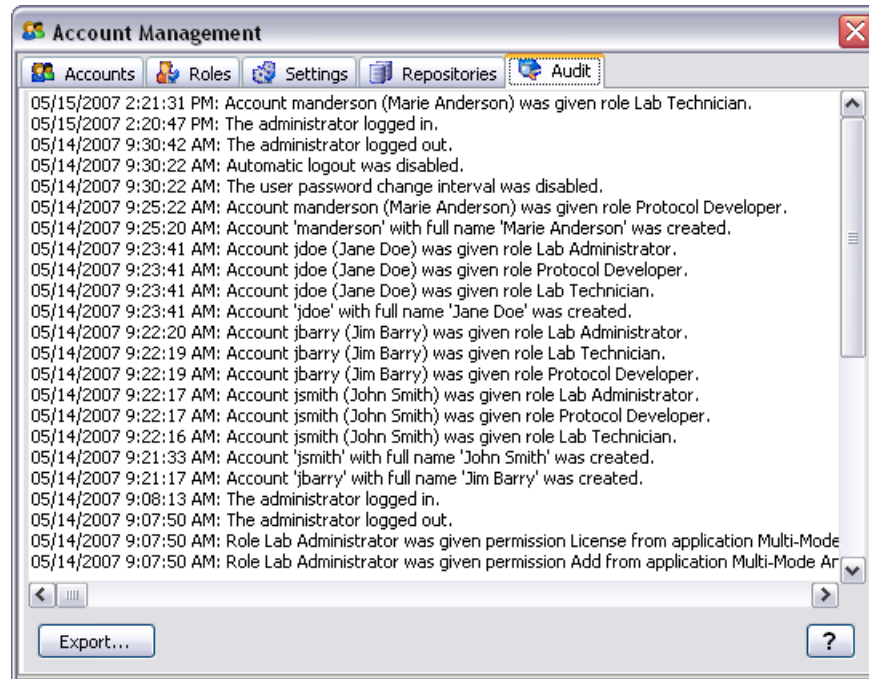 Account Management
Accounts Roles Settings Repositories Audit
05/15/2007 2:21:31 PM: Account manderson (Marie Anderson) was given role Lab Technician.
05/15/2007 2:20:47 PM: The administrator logged in.
05/14/2007 9:30:42 AM: The administrator logged out.
05/14/2007 9:30:22 AM: Automatic logout was disabled.
05/14/2007 9:30:22 AM: The user password change interval was disabled.
05/14/2007 9:25:22 AM: Account manderson (Marie Anderson) was given role Protocol Developer.
05/14/2007 9:25:20 AM: Account 'manderson' with full name 'Marie Anderson' was created.
05/14/2007 9:23:41 AM: Account jdoe (Jane Doe) was given role Lab Administrator.
05/14/2007 9:23:41 AM: Account jdoe (Jane Doe) was given role Protocol Developer.
05/14/2007 9:23:41 AM: Account jdoe (Jane Doe) was given role Lab Technician.
05/14/2007 9:23:41 AM: Account 'jdoe' with full name 'Jane Doe' was created.
05/14/2007 9:22:20 AM: Account jbarry (Jim Barry) was given role Lab Administrator.
05/14/2007 9:22:19 AM: Account jbarry (Jim Barry) was given role Lab Technician.
05/14/2007 9:22:19 AM: Account jbarry (Jim Barry) was given role Protocol Developer.
05/14/2007 9:22:17 AM: Account jsmith (John Smith) was given role Lab Administrator.
05/14/2007 9:22:17 AM: Account jsmith (John Smith) was given role Protocol Developer.
05/14/2007 9:22:16 AM: Account jsmith (John Smith) was given role Lab Technician.
05/14/2007 9:21:33 AM: Account 'jsmith' with full name 'John Smith' was created.
05/14/2007 9:21:17 AM: Account 'jbarry' with full name 'Jim Barry' was created.
05/14/2007 9:08:13 AM: The administrator logged in.
05/14/2007 9:07:50 AM: The administrator logged out.
05/14/2007 9:07:50 AM: Role Lab Administrator was given permission License from application Multi-Mode
05/14/2007 9:07:50 AM: Role Lab Administrator was given permission Add from application Multi-Mode Ar
Export... ?